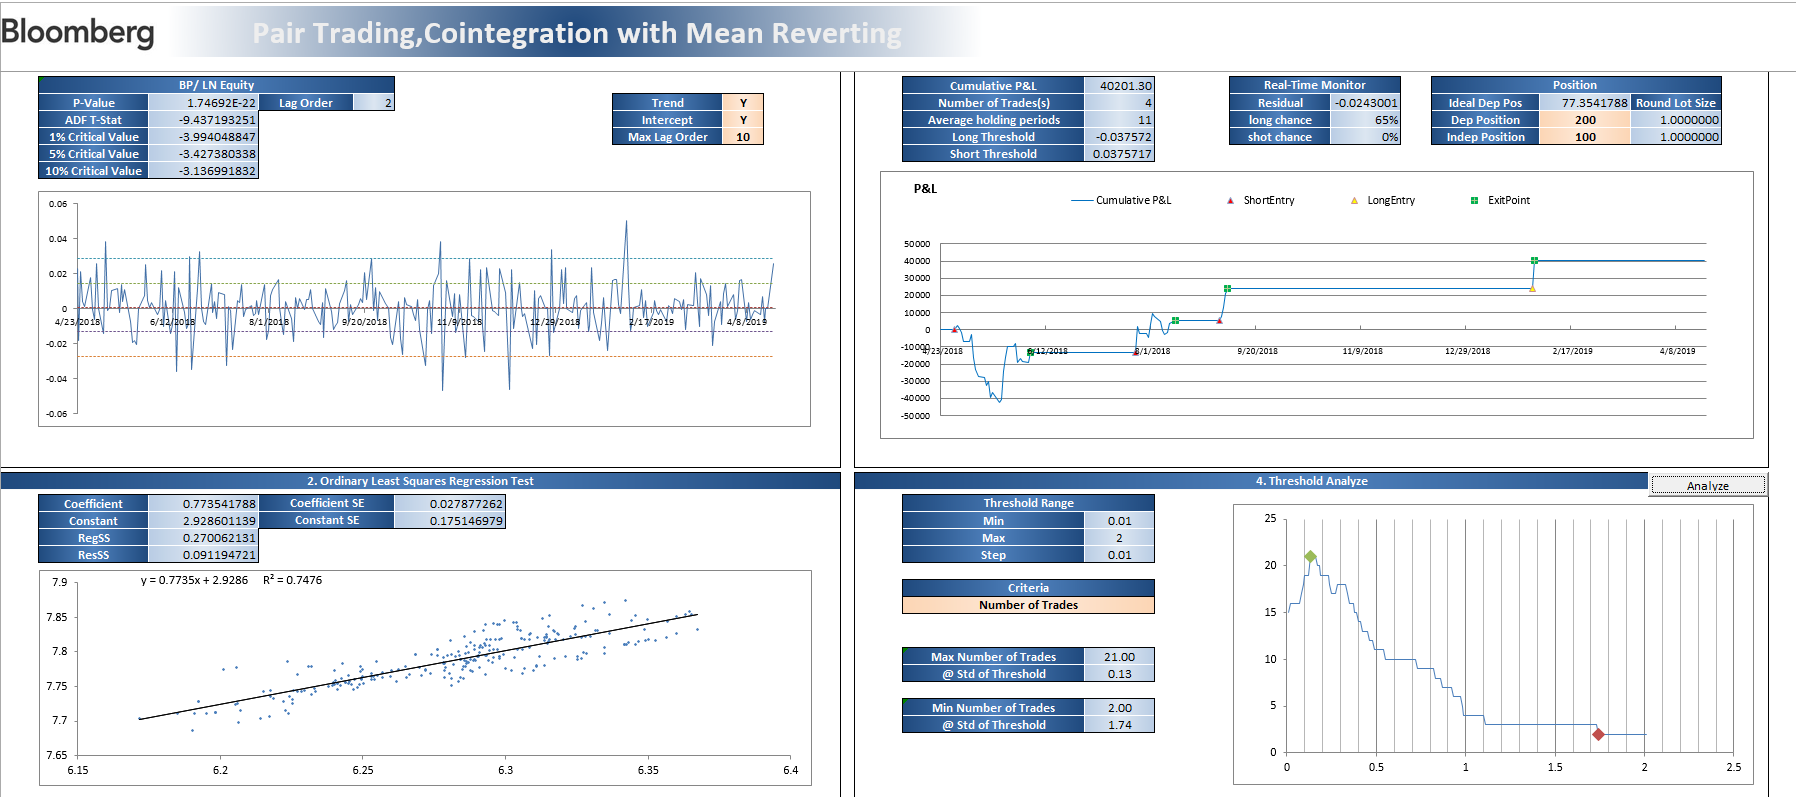 Bloomberg
Pair Trading,Cointegration with Mean Reverting
BP/ LN Equity
P-Value 1.74692E-22 Lag Order 2
ADF T-Stat -9.437193251
1% Critical Value -3.994048847
5% Critical Value -3.427380338
10% Critical Value -3.136991832
Trend Y
Intercept Y
Max Lag Order 10
0.06
0.04
0.02
0
-0.02
-0.04
-0.06
4/23/2018 6/12/2018 8/1/2018 9/20/2018 11/9/2018 12/29/2018 2/17/2019 4/8/2019
Cumulative P&L 40201.30
Number of Trades(s) 4
Average holding periods 11
Long Threshold -0.037572
Short Threshold 0.0375717
Real-Time Monitor
Residual -0.0243001
long chance 65%
shot chance 0%
Position
Ideal Dep Pos 77.3541788 Round Lot Size
Dep Position 200 1.0000000
Indep Position 100 1.0000000
P&L
Cumulative P&L ShortEntry LongEntry ExitPoint
50000
40000
30000
20000
10000
0
-10000
-20000
-30000
-40000
-50000
4/23/2018 6/12/2018 8/1/2018 9/20/2018 11/9/2018 12/29/2018 2/17/2019 4/8/2019
2. Ordinary Least Squares Regression Test
Coefficient 0.773541788 Coefficient SE 0.027877262
Constant 2.928601139 Constant SE 0.175146979
RegSS 0.270062131
ResSS 0.091194721
y = 0.7735x + 2.9286 R² = 0.7476
7.9
7.85
7.8
7.75
7.7
7.65
6.15 6.2 6.25 6.3 6.35 6.4
4. Threshold Analyze
Analyze
Threshold Range
Min 0.01
Max 2
Step 0.01
Criteria
Number of Trades
Max Number of Trades 21.00
@ Std of Threshold 0.13
Min Number of Trades 2.00
@ Std of Threshold 1.74
25
20
15
10
5
0
0 0.5 1 1.5 2 2.5